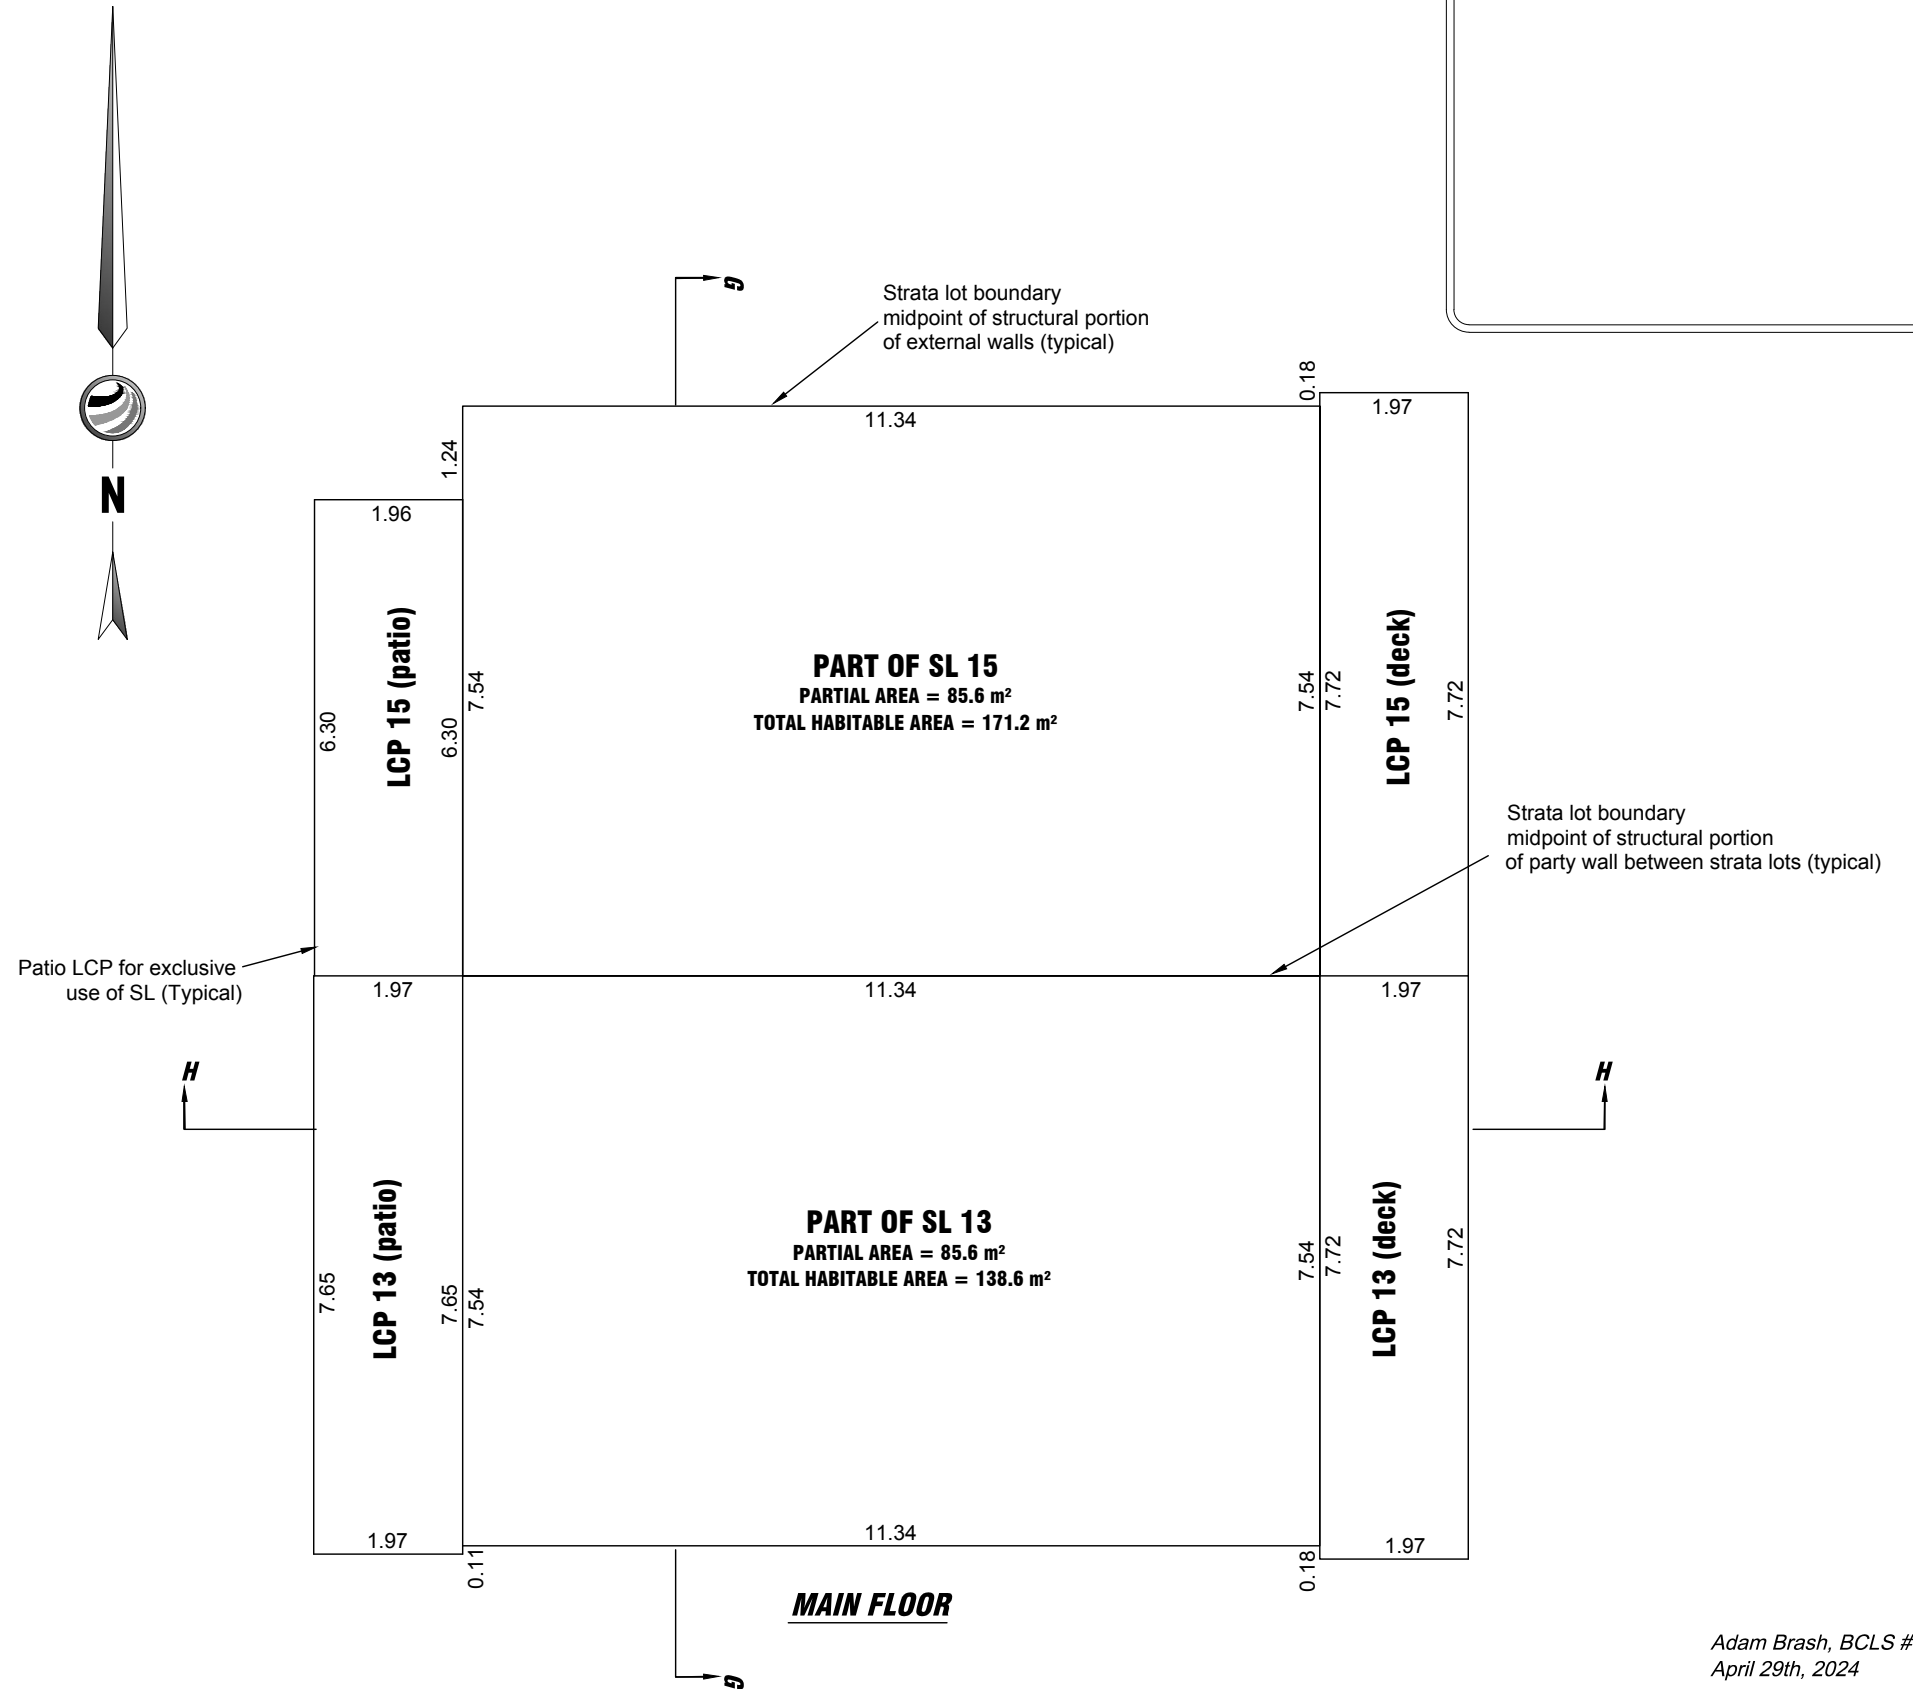 G
Strata lot boundary
midpoint of structural portion
of external walls (typical)
0.18
11.34
1.97
1.24
N
1.96
LCP 15 (patio)
6.30
6.30
7.54
PART OF SL 15
PARTIAL AREA = 85.6 m²
TOTAL HABITABLE AREA = 171.2 m²
7.54
7.72
LCP 15 (deck)
7.72
Strata lot boundary
midpoint of structural portion
of party wall between strata lots (typical)
Patio LCP for exclusive
use of SL (Typical)
1.97
11.34
1.97
H
H
LCP 13 (patio)
7.65
7.65
7.54
PART OF SL 13
PARTIAL AREA = 85.6 m²
TOTAL HABITABLE AREA = 138.6 m²
7.54
7.72
LCP 13 (deck)
7.72
1.97
11.34
1.97
0.11
0.18
MAIN FLOOR
G
Adam Brash, BCLS #
April 29th, 2024